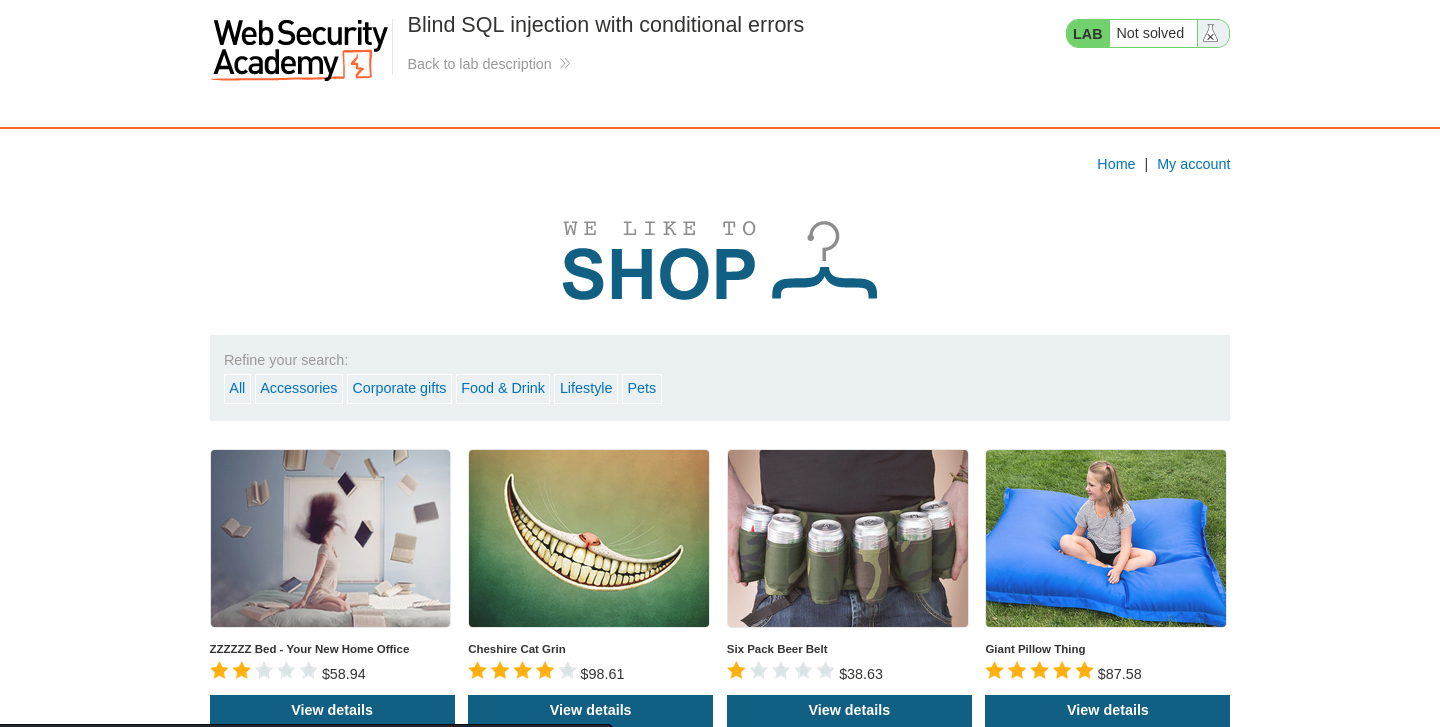 Web Security
Academy
Blind SQL injection with conditional errors
Back to lab description
LAB Not solved
Home | My account
WE LIKE TO
SHOP
Refine your search:
All Accessories Corporate gifts Food & Drink Lifestyle Pets
ZZZZZZ Bed - Your New Home Office Cheshire Cat Grin Six Pack Beer Belt Giant Pillow Thing
$58.94 $98.61 $38.63 $87.58
View details View details View details View details